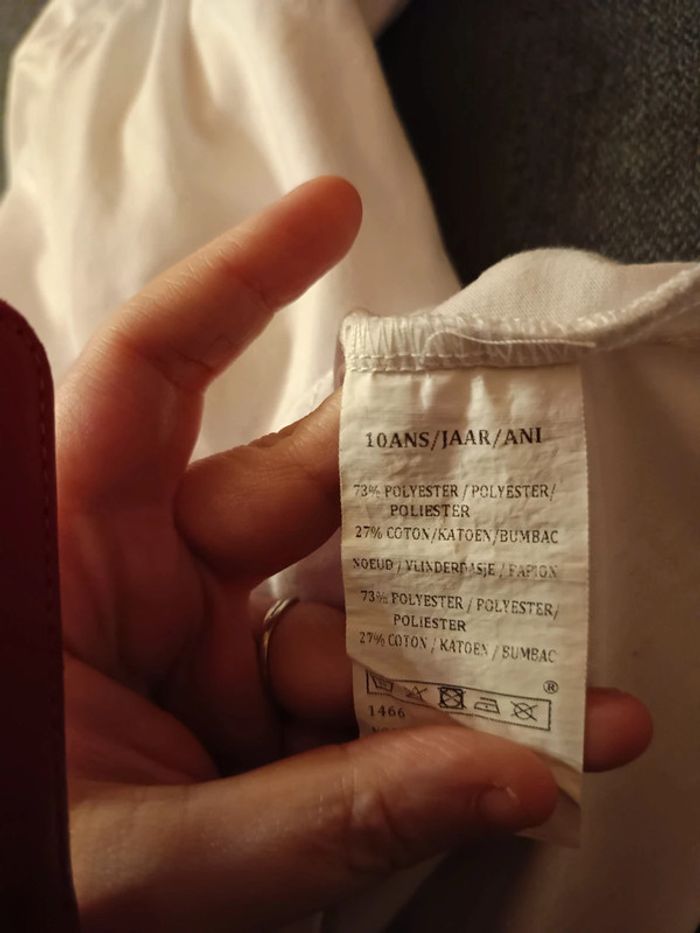 10ANS/JAAR/ANI
73% POLYESTER / POLYESTER/
POLIESTER
27% COTON/KATOEN/BUMBAC
NOEUD / VLINDERDASJE / PAPION
73% POLYESTER / POLYESTER/
POLIESTER
27% COTON / KATOEN / BUMBAC
®
1466